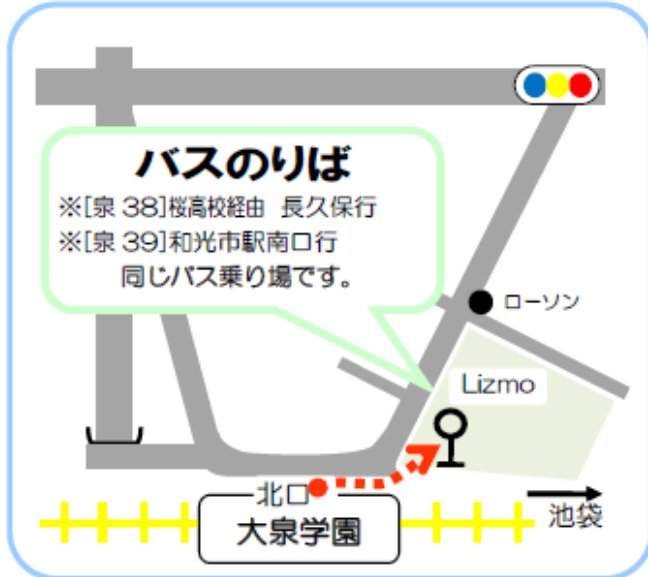 バスのりば
※[泉 38]桜高校経由 長久保行
※[泉 39]和光市駅南口行
同じバス乗り場です。
ローソン
Lizmo
北口
大泉学園
池袋